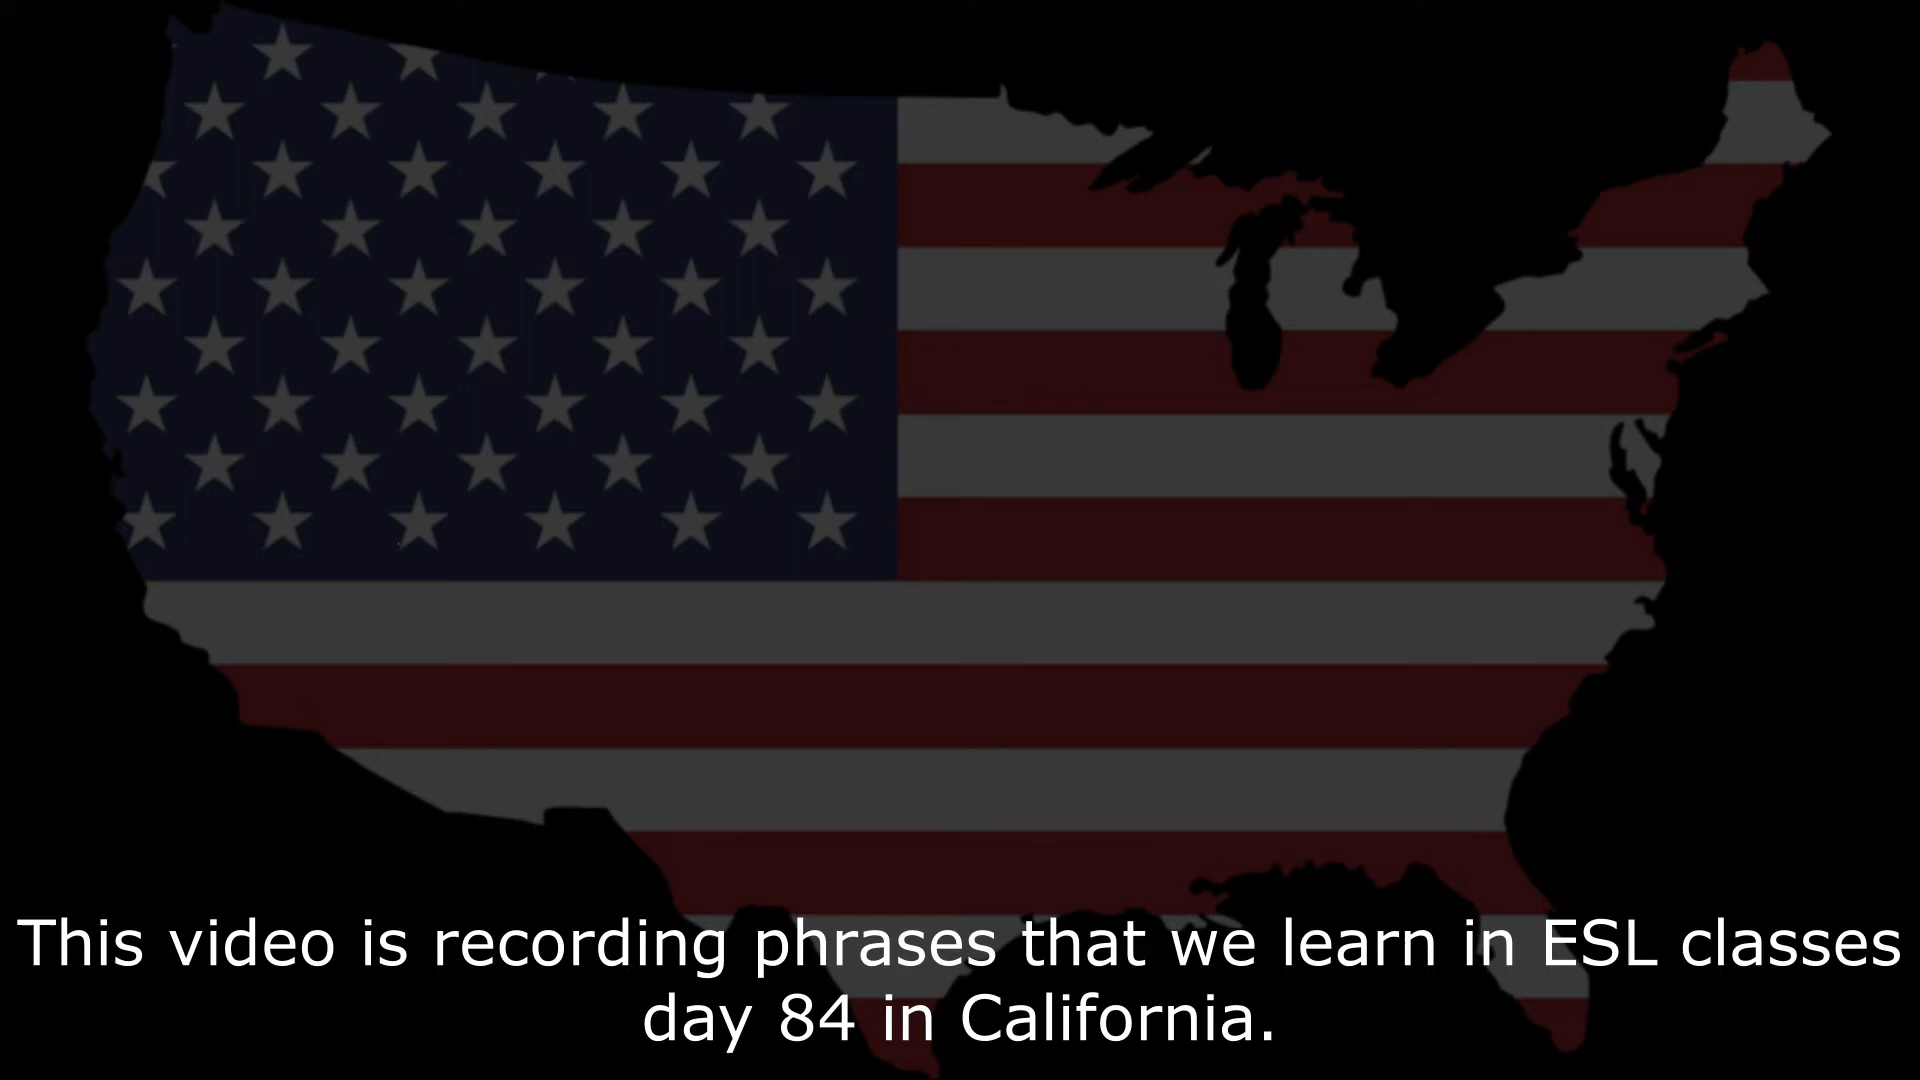 This video is recording phrases that we learn in ESL classes
day 84 in California.